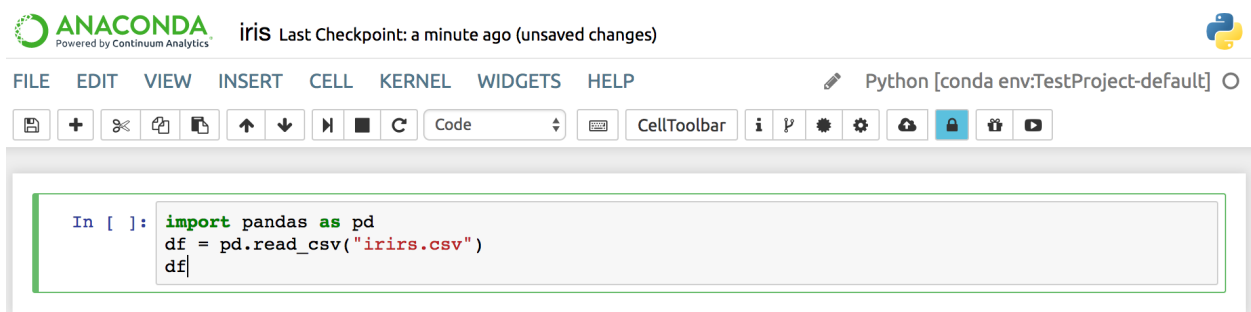 ANACONDA
Powered by Continuum Analytics
iris Last Checkpoint: a minute ago (unsaved changes)
FILE EDIT VIEW INSERT CELL KERNEL WIDGETS HELP Python [conda env:TestProject-default]
Code CellToolbar
In [ ]: import pandas as pd
df = pd.read_csv("irirs.csv")
df